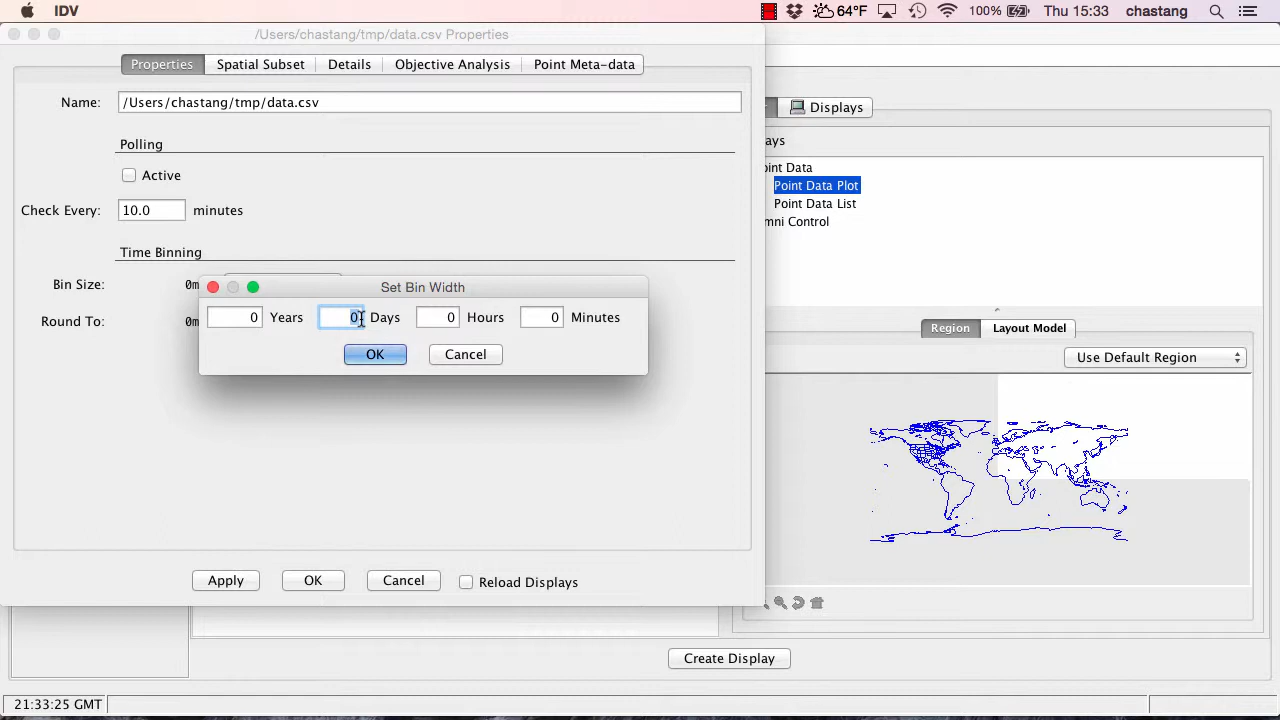 IDV 64°F 100% Thu 15:33 chastang
/Users/chastang/tmp/data.csv Properties
Properties Spatial Subset Details Objective Analysis Point Meta-data
Displays
Name: /Users/chastang/tmp/data.csv
ays
Polling
oint Data
Active
Point Data Plot
Point Data List
Check Every: 10.0 minutes
mni Control
Time Binning
Bin Size: 0m
Set Bin Width
0 Years 0 Days 0 Hours 0 Minutes
Round To: 0m
Region Layout Model
OK Cancel
Use Default Region
Apply OK Cancel Reload Displays
Create Display
21:33:25 GMT